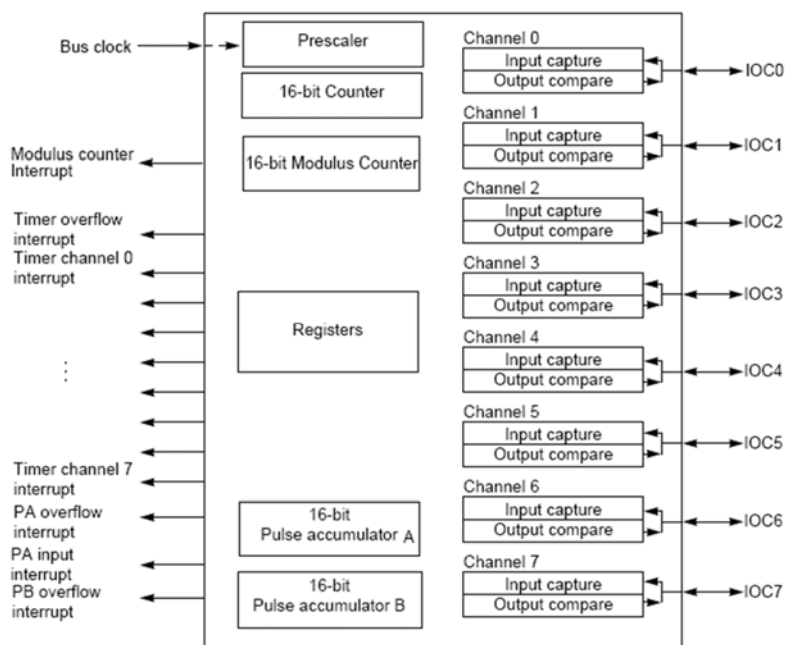 Bus clock
Modulus counter
Interrupt
Timer overflow
interrupt
Timer channel 0
interrupt
Timer channel 7
interrupt
PA overflow
interrupt
PA input
interrupt
PB overflow
interrupt
Prescaler
16-bit Counter
16-bit Modulus Counter
Registers
16-bit
Pulse accumulator A
16-bit
Pulse accumulator B
Channel 0
Input capture
Output compare
IOC0
Channel 1
Input capture
Output compare
IOC1
Channel 2
Input capture
Output compare
IOC2
Channel 3
Input capture
Output compare
IOC3
Channel 4
Input capture
Output compare
IOC4
Channel 5
Input capture
Output compare
IOC5
Channel 6
Input capture
Output compare
IOC6
Channel 7
Input capture
Output compare
IOC7